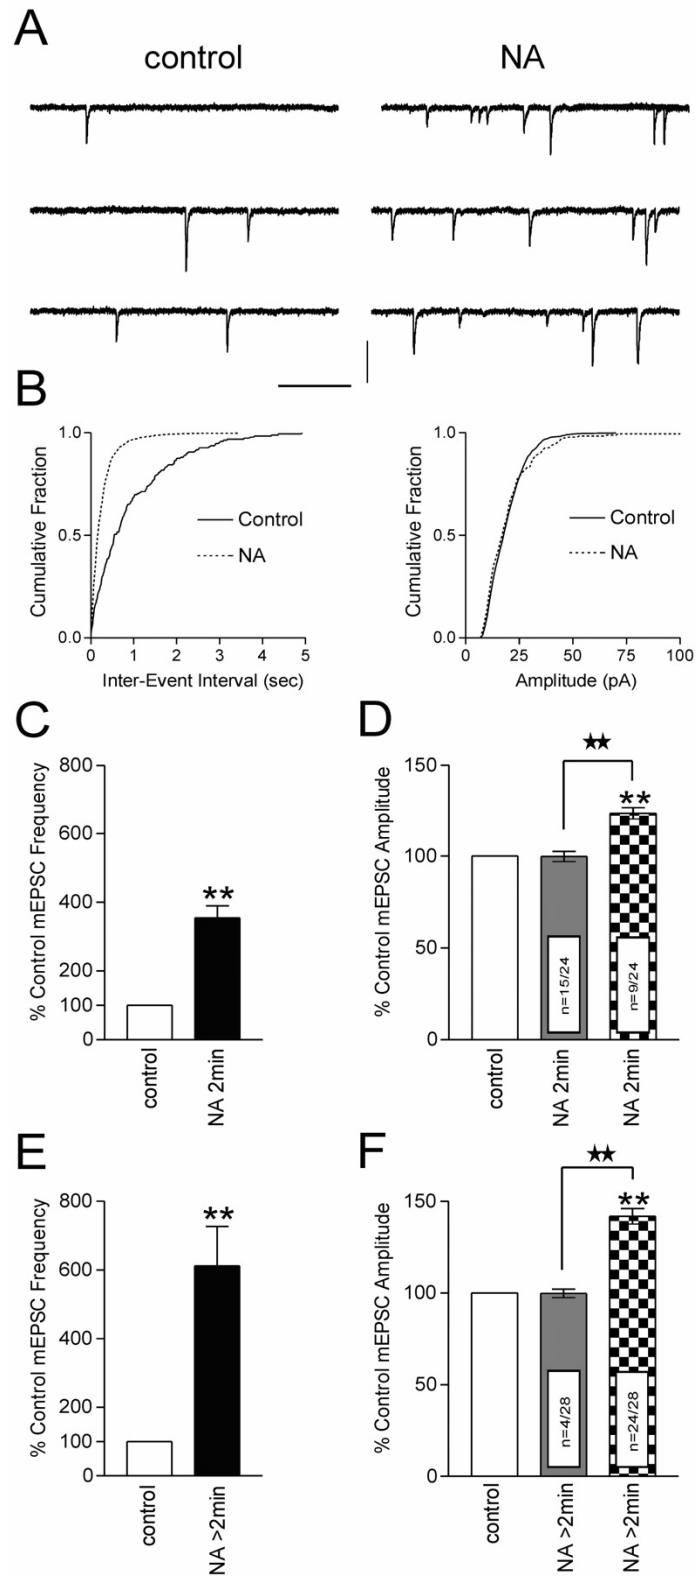 A
control
NA
B
Cumulative Fraction
1.0
0.5
0.0
Control
NA
0
1
2
3
4
5
Inter-Event Interval (sec)
Cumulative Fraction
1.0
0.5
0.0
Control
NA
0
25
50
75
100
Amplitude (pA)
C
% Control mEPSC Frequency
800
600
400
200
100
0
**
control
NA 2min
D
% Control mEPSC Amplitude
150
100
50
0
★★
**
n=15/24
n=9/24
control
NA 2min
NA 2min
E
% Control mEPSC Frequency
800
600
400
200
100
0
**
control
NA >2min
F
% Control mEPSC Amplitude
150
100
50
0
★★
**
n=4/28
n=24/28
control
NA >2min
NA >2min